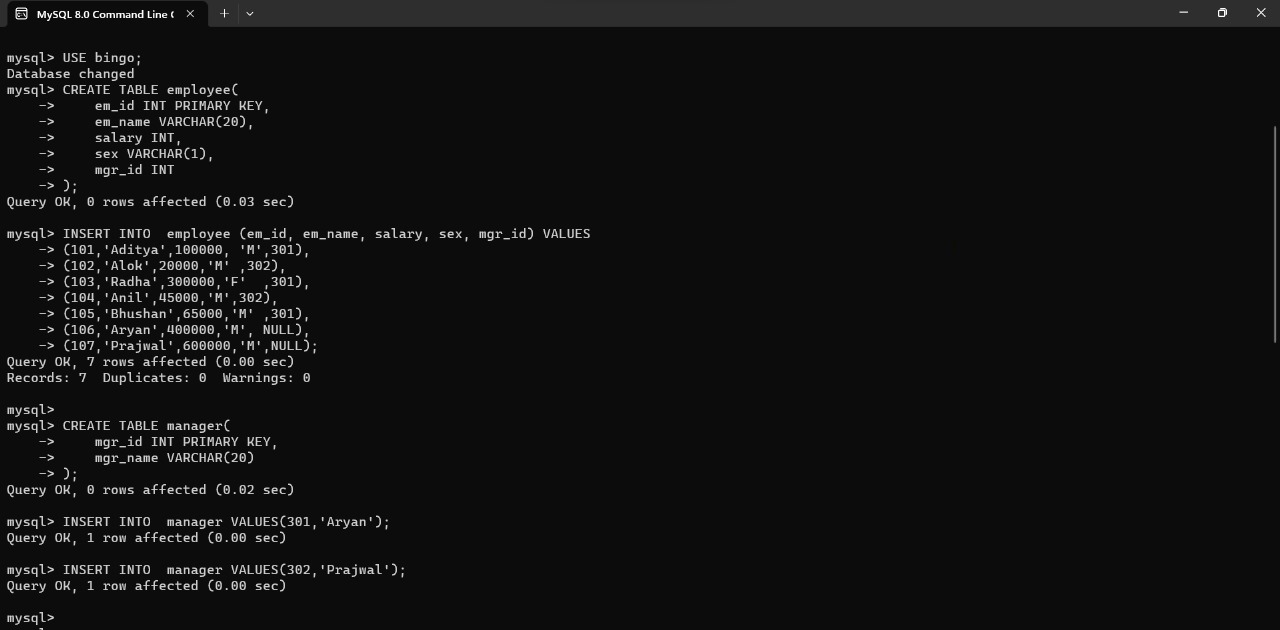 MySQL 8.0 Command Line C
mysql> USE bingo;
Database changed
mysql> CREATE TABLE employee(
    ->     em_id INT PRIMARY KEY,
    ->     em_name VARCHAR(20),
    ->     salary INT,
    ->     sex VARCHAR(1),
    ->     mgr_id INT
    -> );
Query OK, 0 rows affected (0.03 sec)
mysql> INSERT INTO  employee (em_id, em_name, salary, sex, mgr_id) VALUES
    -> (101,'Aditya',100000, 'M',301),
    -> (102,'Alok',20000,'M' ,302),
    -> (103,'Radha',300000,'F'  ,301),
    -> (104,'Anil',45000,'M',302),
    -> (105,'Bhushan',65000,'M' ,301),
    -> (106,'Aryan',400000,'M', NULL),
    -> (107,'Prajwal',600000,'M',NULL);
Query OK, 7 rows affected (0.00 sec)
Records: 7  Duplicates: 0  Warnings: 0
mysql>
mysql> CREATE TABLE manager(
    ->     mgr_id INT PRIMARY KEY,
    ->     mgr_name VARCHAR(20)
    -> );
Query OK, 0 rows affected (0.02 sec)
mysql> INSERT INTO  manager VALUES(301,'Aryan');
Query OK, 1 row affected (0.00 sec)
mysql> INSERT INTO  manager VALUES(302,'Prajwal');
Query OK, 1 row affected (0.00 sec)
mysql>